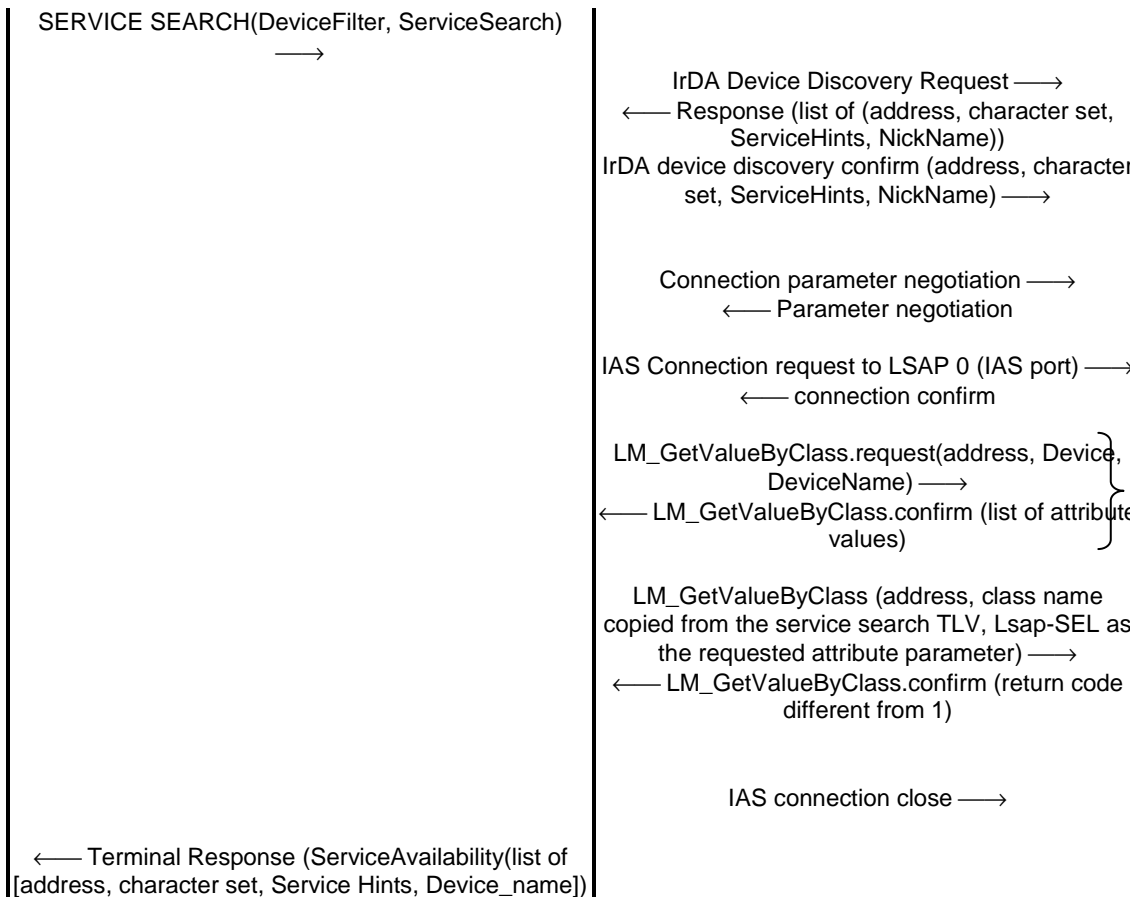 SERVICE SEARCH(DeviceFilter, ServiceSearch)
⟶
IrDA Device Discovery Request ⟶
⟵ Response (list of (address, character set,
ServiceHints, NickName))
IrDA device discovery confirm (address, character
set, ServiceHints, NickName) ⟶
Connection parameter negotiation ⟶
⟵ Parameter negotiation
IAS Connection request to LSAP 0 (IAS port) ⟶
⟵ connection confirm
LM_GetValueByClass.request(address, Device,
DeviceName) ⟶
⟵ LM_GetValueByClass.confirm (list of attribute
values)
LM_GetValueByClass (address, class name
copied from the service search TLV, Lsap-SEL as
the requested attribute parameter) ⟶
⟵ LM_GetValueByClass.confirm (return code
different from 1)
IAS connection close ⟶
⟵ Terminal Response (ServiceAvailability(list of
[address, character set, Service Hints, Device_name])